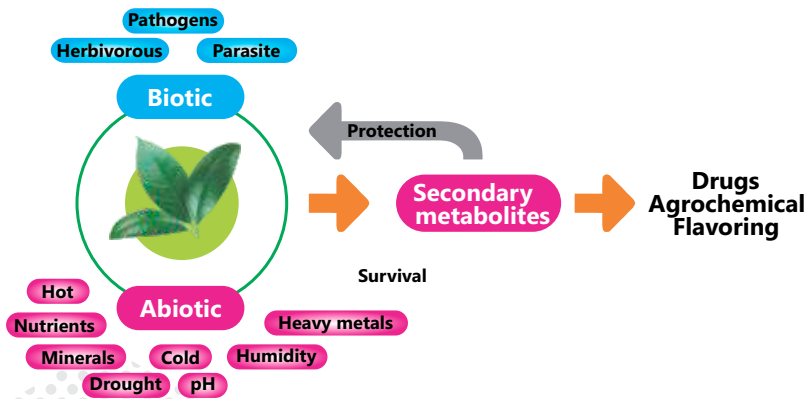 Pathogens
Herbivorous
Parasite
Biotic
Protection
Secondary
metabolites
Drugs
Agrochemical
Flavoring
Survival
Hot
Abiotic
Nutrients
Heavy metals
Minerals
Cold
Humidity
Drought
pH